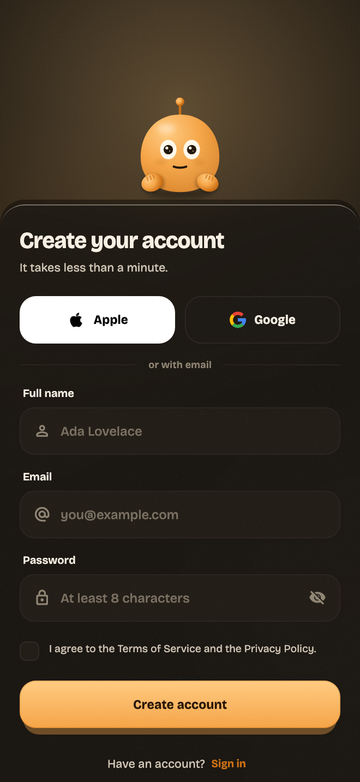 Create your account
It takes less than a minute.
Apple
Google
or with email
Full name
Ada Lovelace
Email
you@example.com
Password
At least 8 characters
I agree to the Terms of Service and the Privacy Policy.
Create account
Have an account? Sign in